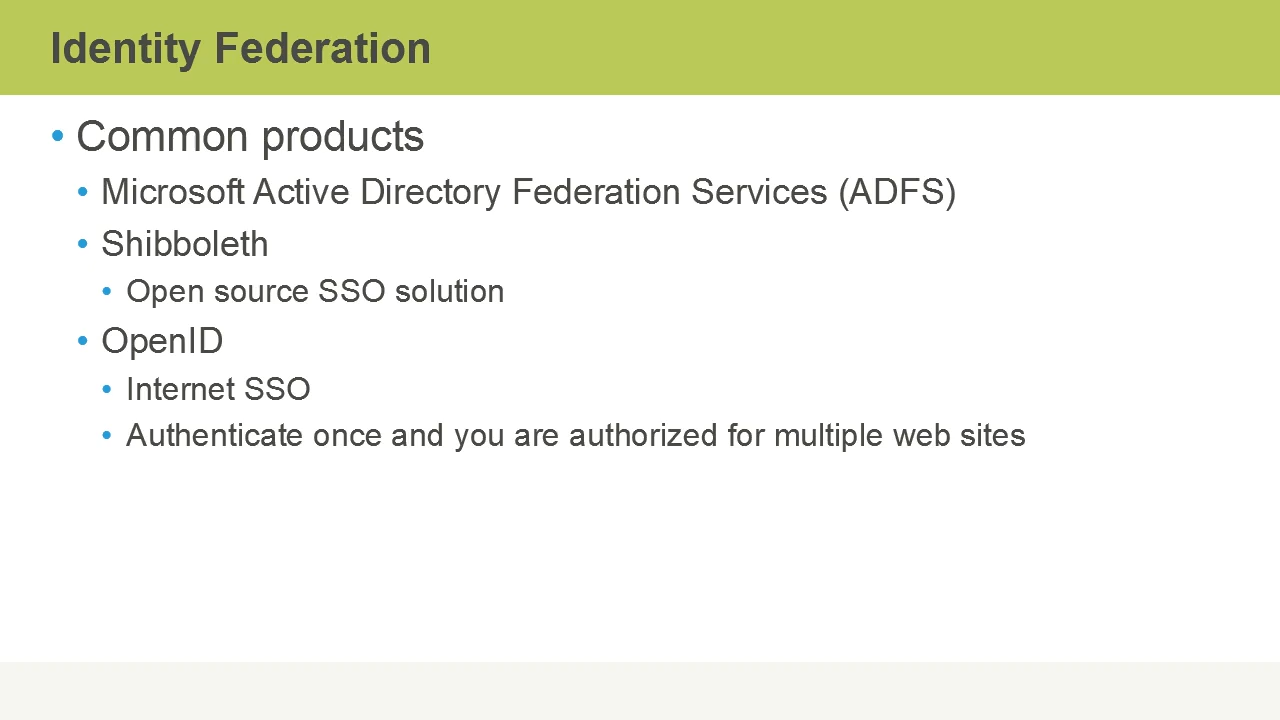 Identity Federation
• Common products
• Microsoft Active Directory Federation Services (ADFS)
• Shibboleth
• Open source SSO solution
• OpenID
• Internet SSO
• Authenticate once and you are authorized for multiple web sites